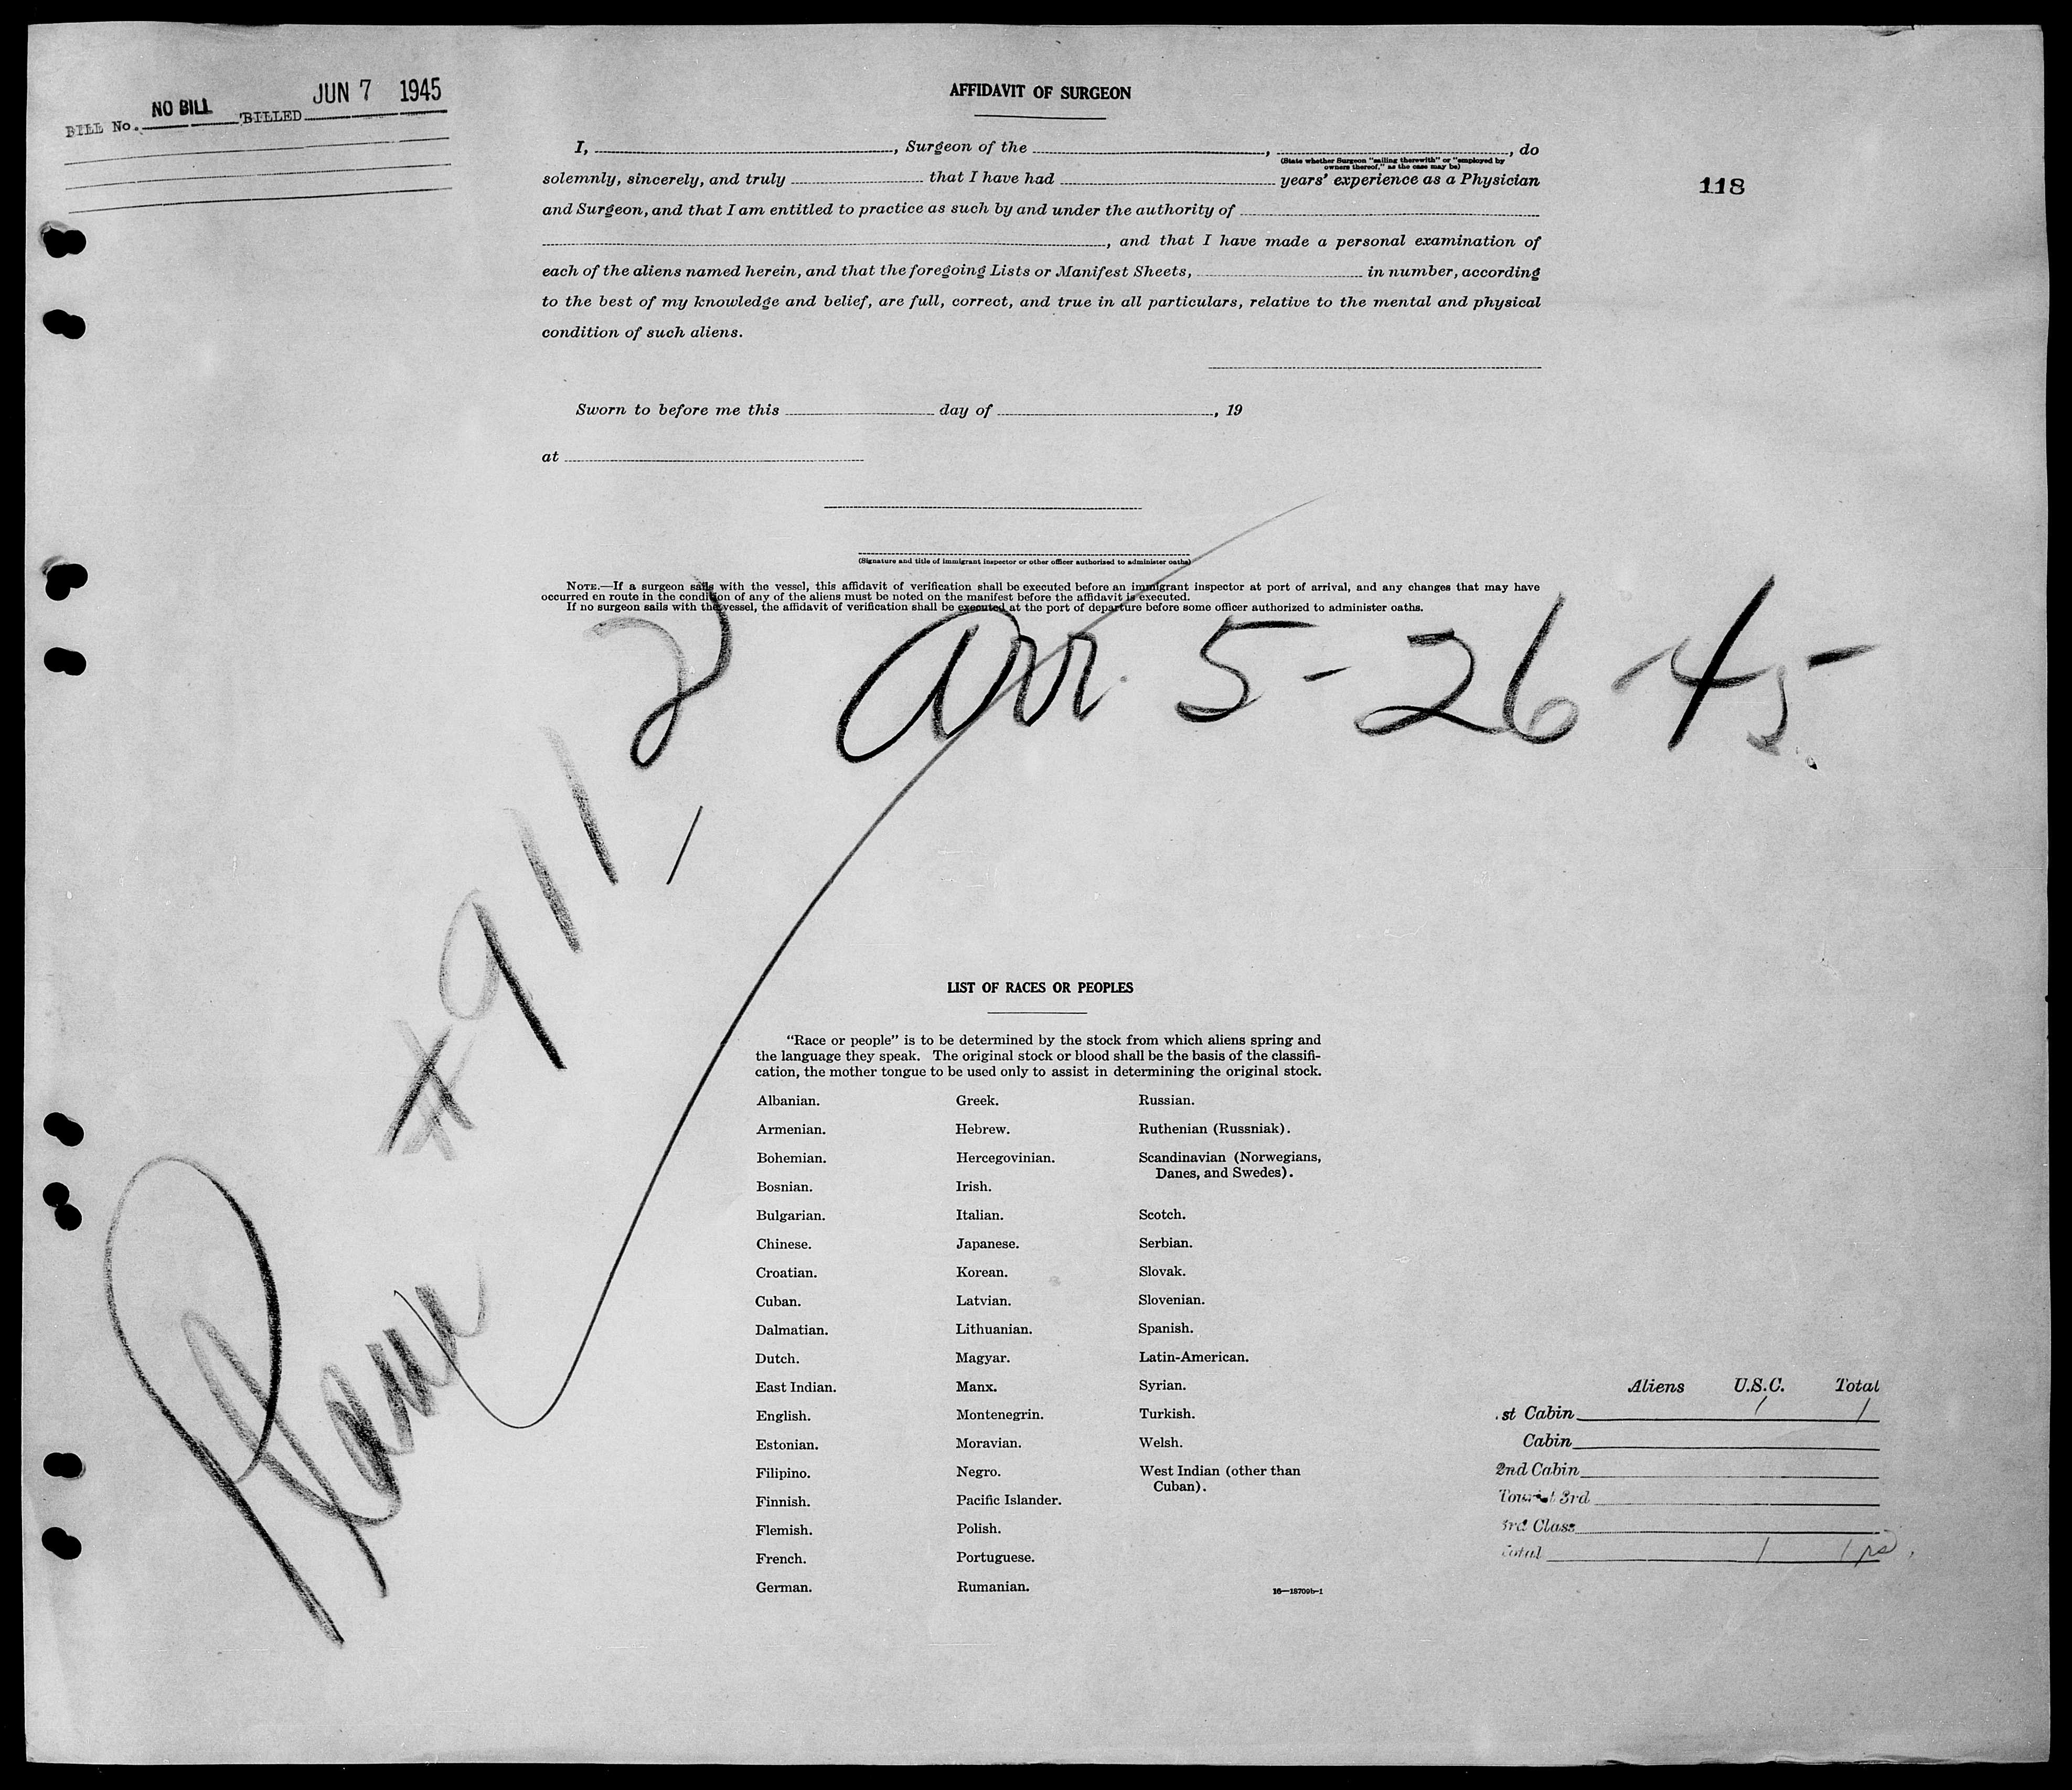 BILL No. NO BILL BILLED JUN 7 1945
AFFIDAVIT OF SURGEON
118
I, , Surgeon of the , , do
(State whether Surgeon "sailing therewith" or "employed by
owners thereof," as the case may be)
solemnly, sincerely, and truly that I have had years' experience as a Physician
and Surgeon, and that I am entitled to practice as such by and under the authority of
, and that I have made a personal examination of
each of the aliens named herein, and that the foregoing Lists or Manifest Sheets, in number, according
to the best of my knowledge and belief, are full, correct, and true in all particulars, relative to the mental and physical
condition of such aliens.
Sworn to before me this day of , 19
at
(Signature and title of immigrant inspector or other officer authorized to administer oaths)
NOTE.—If a surgeon sails with the vessel, this affidavit of verification shall be executed before an immigrant inspector at port of arrival, and any changes that may have
occurred en route in the condition of any of the aliens must be noted on the manifest before the affidavit is executed.
If no surgeon sails with the vessel, the affidavit of verification shall be executed at the port of departure before some officer authorized to administer oaths.
Arr. 5-26-45
Plane #9112
LIST OF RACES OR PEOPLES
"Race or people" is to be determined by the stock from which aliens spring and
the language they speak. The original stock or blood shall be the basis of the classifi-
cation, the mother tongue to be used only to assist in determining the original stock.
Albanian.
Armenian.
Bohemian.
Bosnian.
Bulgarian.
Chinese.
Croatian.
Cuban.
Dalmatian.
Dutch.
East Indian.
English.
Estonian.
Filipino.
Finnish.
Flemish.
French.
German.
Greek.
Hebrew.
Hercegovinian.
Irish.
Italian.
Japanese.
Korean.
Latvian.
Lithuanian.
Magyar.
Manx.
Montenegrin.
Moravian.
Negro.
Pacific Islander.
Polish.
Portuguese.
Rumanian.
Russian.
Ruthenian (Russniak).
Scandinavian (Norwegians,
Danes, and Swedes).
Scotch.
Serbian.
Slovak.
Slovenian.
Spanish.
Latin-American.
Syrian.
Turkish.
Welsh.
West Indian (other than
Cuban).
16—18709b-1
Aliens U.S.C. Total
st Cabin 1 1
Cabin
2nd Cabin
Tourist 3rd
3rd Class
Total 1 1